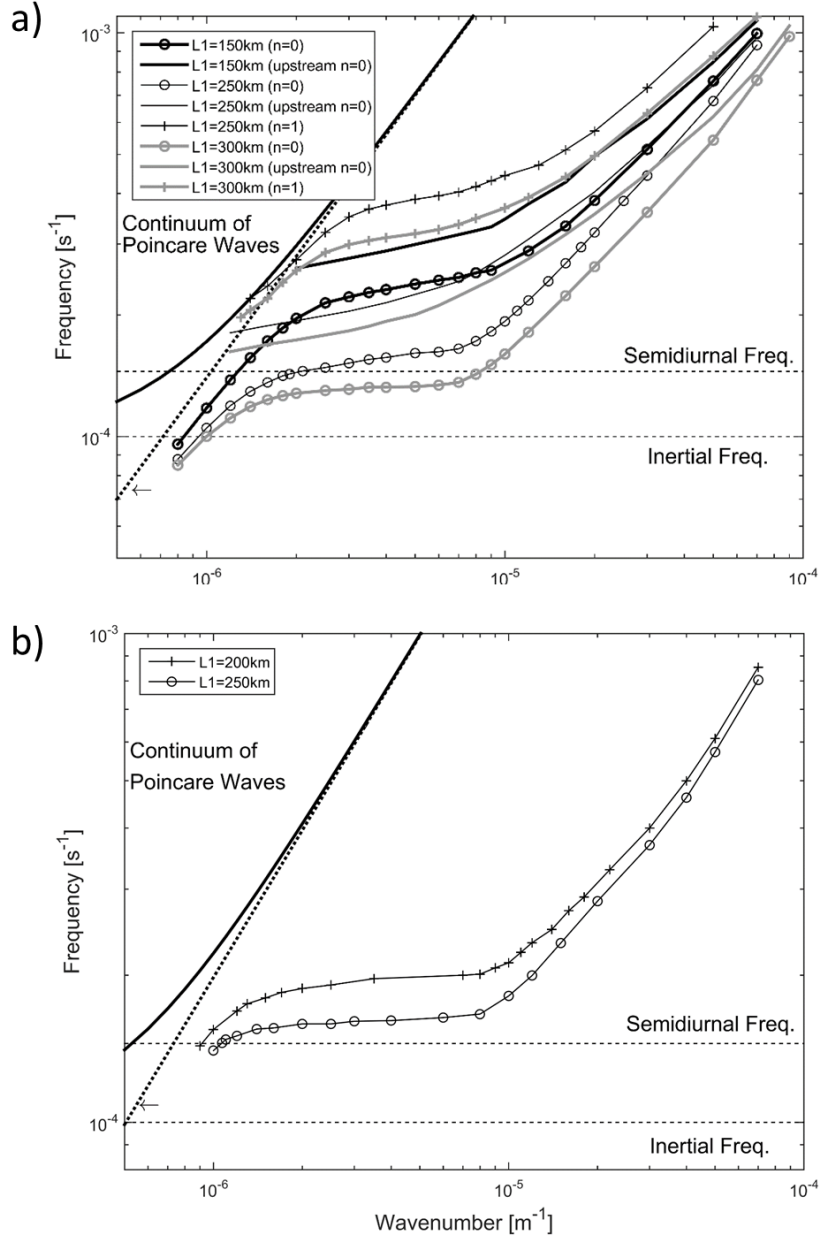 a)
10^-3
L1=150km (n=0)
L1=150km (upstream n=0)
L1=250km (n=0)
L1=250km (upstream n=0)
L1=250km (n=1)
L1=300km (n=0)
L1=300km (upstream n=0)
L1=300km (n=1)
Continuum of
Poincare Waves
Frequency [s^-1]
Semidiurnal Freq.
10^-4
Inertial Freq.
←
10^-6
10^-5
10^-4
b)
10^-3
L1=200km
L1=250km
Continuum of
Poincare Waves
Frequency [s^-1]
Semidiurnal Freq.
←
10^-4
Inertial Freq.
10^-6
10^-5
10^-4
Wavenumber [m^-1]